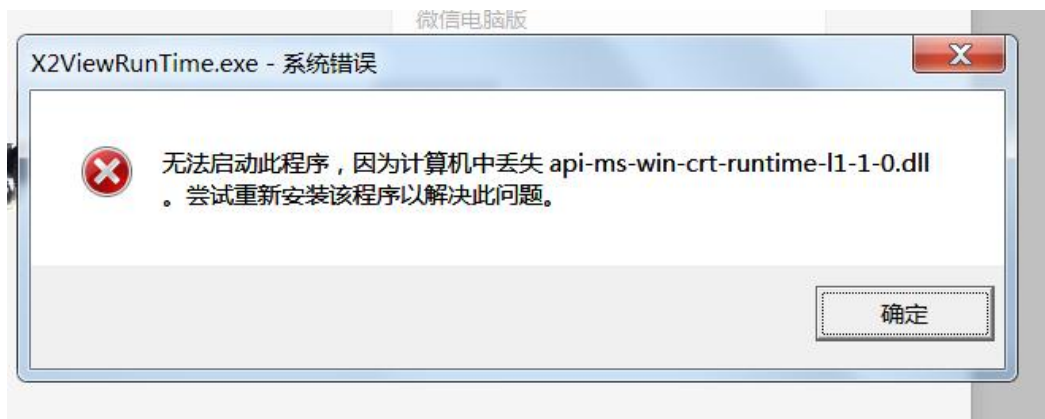 微信电脑版
X2ViewRunTime.exe - 系统错误
无法启动此程序，因为计算机中丢失 api-ms-win-crt-runtime-l1-1-0.dll
。尝试重新安装该程序以解决此问题。
确定